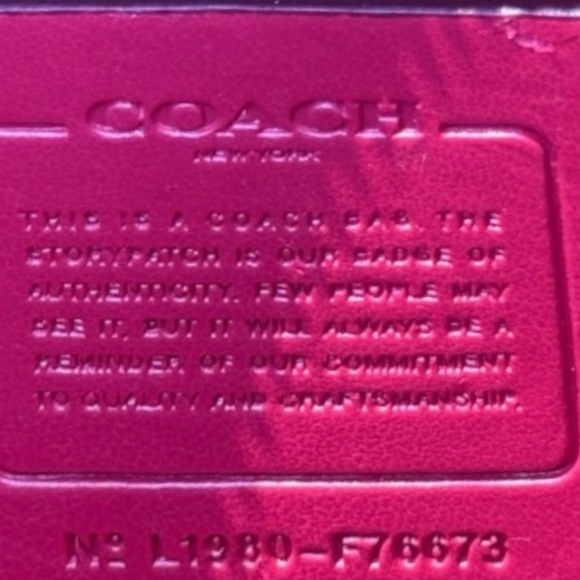 COACH
NEW YORK
THIS IS A COACH BAG. THE
STORYPATCH IS OUR BADGE OF
AUTHENTICITY. FEW PEOPLE MAY
SEE IT, BUT IT WILL ALWAYS BE A
REMINDER OF OUR COMMITMENT
TO QUALITY AND CRAFTSMANSHIP.
Nº L1980-F76673